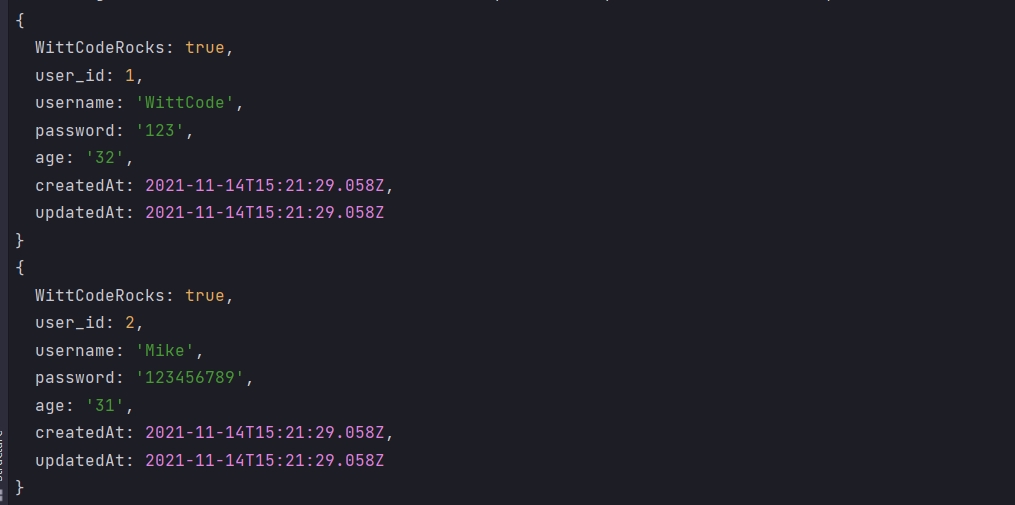 {
WittCodeRocks: true,
user_id: 1,
username: 'WittCode',
password: '123',
age: '32',
createdAt: 2021-11-14T15:21:29.058Z,
updatedAt: 2021-11-14T15:21:29.058Z
}
{
WittCodeRocks: true,
user_id: 2,
username: 'Mike',
password: '123456789',
age: '31',
createdAt: 2021-11-14T15:21:29.058Z,
updatedAt: 2021-11-14T15:21:29.058Z
}
Structure